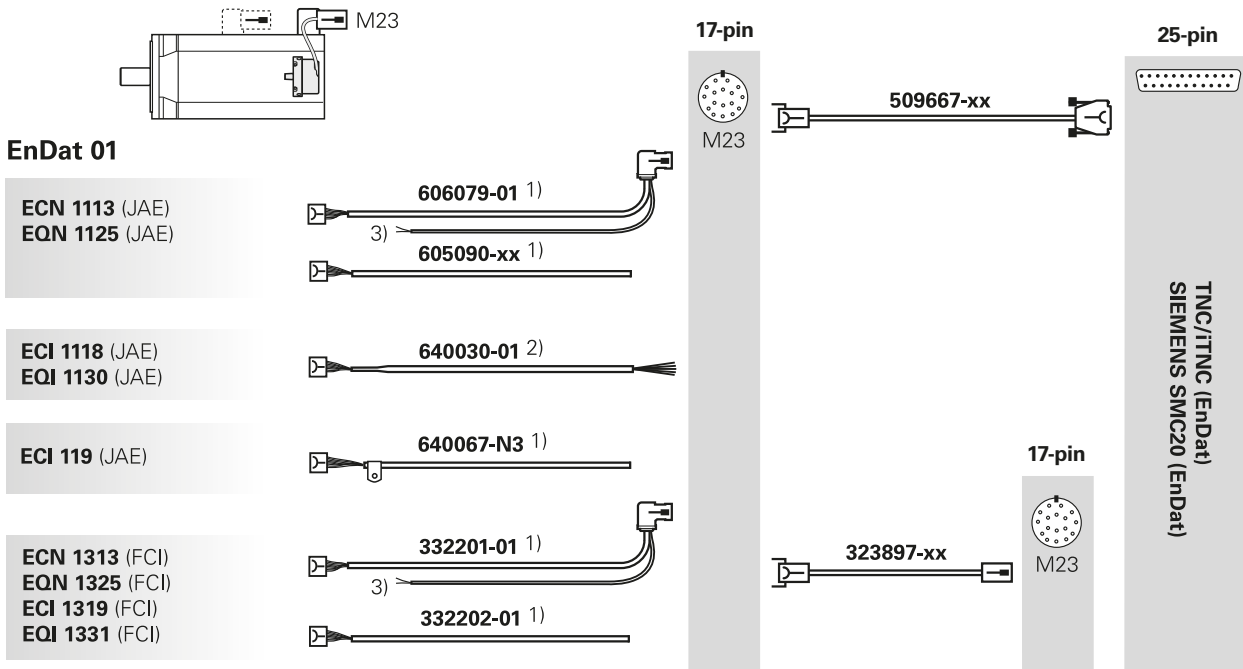 M23
17-pin
25-pin
M23
509667-xx
EnDat 01
ECN 1113 (JAE)
EQN 1125 (JAE)
606079-01 1)
3)
605090-xx 1)
ECI 1118 (JAE)
EQI 1130 (JAE)
640030-01 2)
ECI 119 (JAE)
640067-N3 1)
ECN 1313 (FCI)
EQN 1325 (FCI)
ECI 1319 (FCI)
EQI 1331 (FCI)
332201-01 1)
3)
332202-01 1)
323897-xx
17-pin
M23
TNC/iTNC (EnDat)
SIEMENS SMC20 (EnDat)